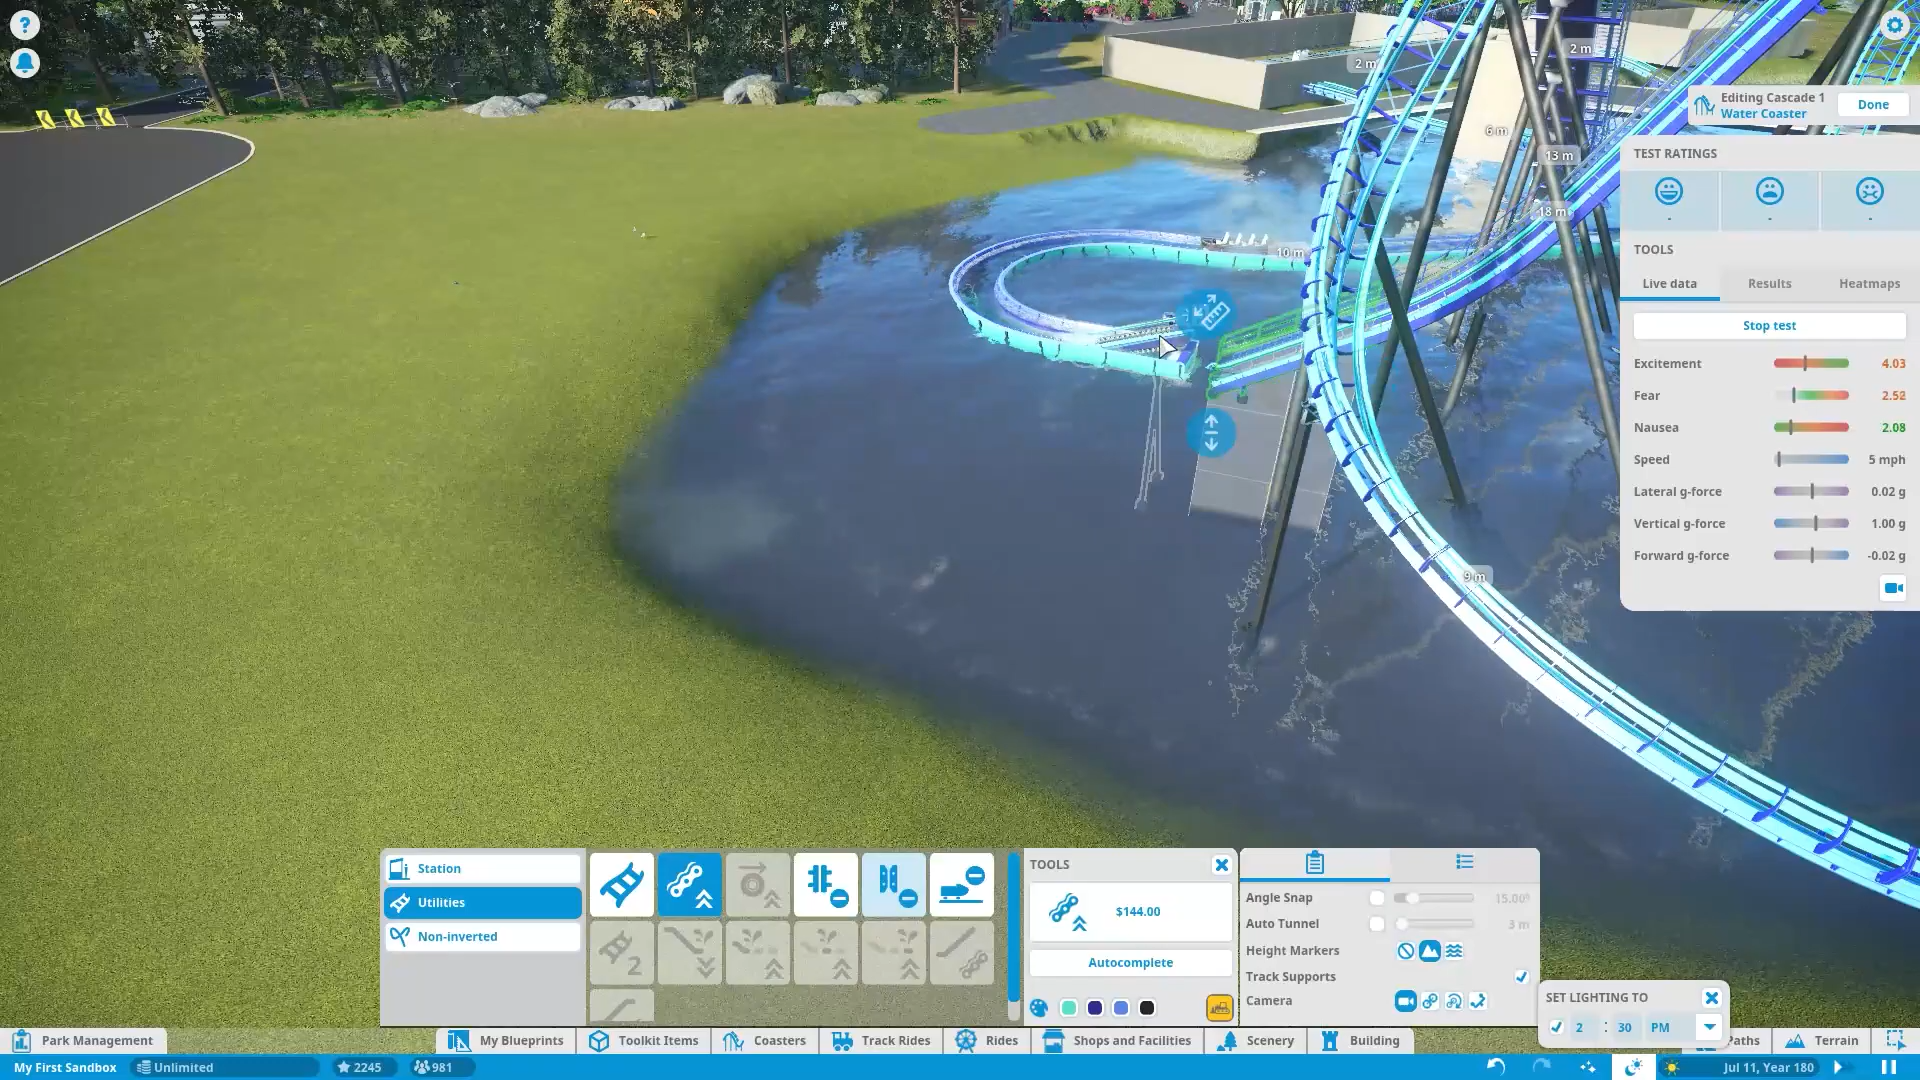 ?
2 m
2 m
6 m
13 m
18 m
10 m
9 m
Editing Cascade 1
Water Coaster
Done
TEST RATINGS
- - -
TOOLS
Live data Results Heatmaps
Stop test
Excitement 4.03
Fear 2.52
Nausea 2.08
Speed 5 mph
Lateral g-force 0.02 g
Vertical g-force 1.00 g
Forward g-force -0.02 g
Station
Utilities
Non-inverted
2
TOOLS
$144.00
Autocomplete
Angle Snap 15.00°
Auto Tunnel 3 m
Height Markers
Track Supports
Camera
SET LIGHTING TO
2 : 30 PM
Park Management
My Blueprints Toolkit Items Coasters Track Rides Rides Shops and Facilities Scenery Building Paths Terrain
My First Sandbox Unlimited 2245 981 Jul 11, Year 180